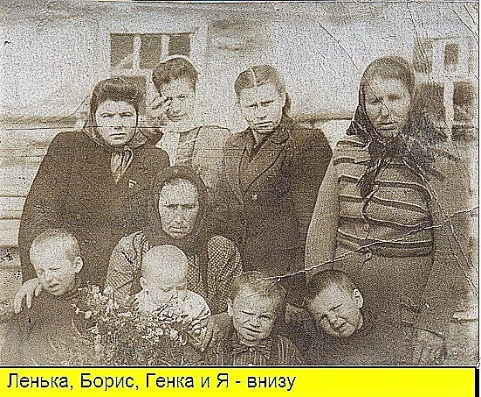 Ленька, Борис, Генка и Я - внизу